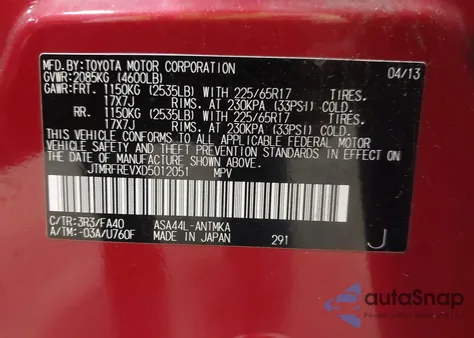 MFD.BY:TOYOTA MOTOR CORPORATION 04/13
GVWR:2085KG (4600LB)
GAWR:FRT. 1150KG (2535LB) WITH 225/65R17 TIRES.
17X7J RIMS. AT 230KPA (33PSI) COLD.
RR. 1150KG (2535LB) WITH 225/65R17 TIRES.
17X7J RIMS. AT 230KPA (33PSI) COLD.
THIS VEHICLE CONFORMS TO ALL APPLICABLE FEDERAL MOTOR
VEHICLE SAFETY AND THEFT PREVENTION STANDARDS IN EFFECT
ON THE DATE OF MANUFACTURE SHOWN ABOVE.
JTMRFREVXD5012051 MPV
C/TR:3R3/FA40 ASA44L-ANTMKA
A/TM:-03A/U760F MADE IN JAPAN 291 J
autoSnap